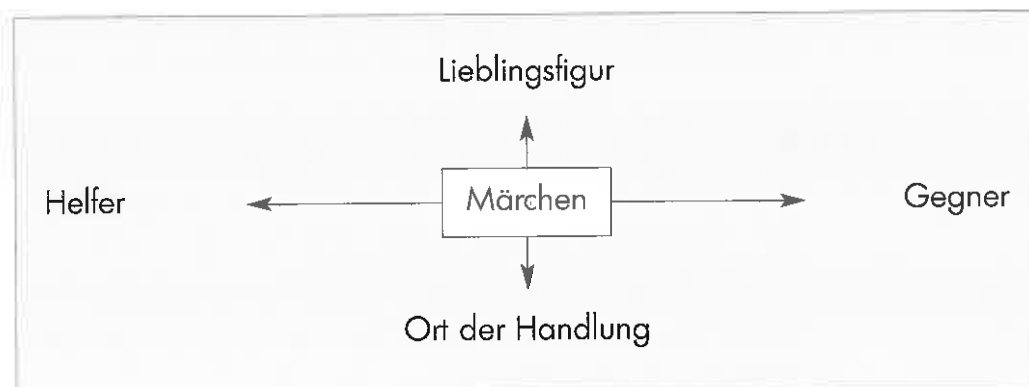 Lieblingsfigur
Helfer
Märchen
Gegner
Ort der Handlung